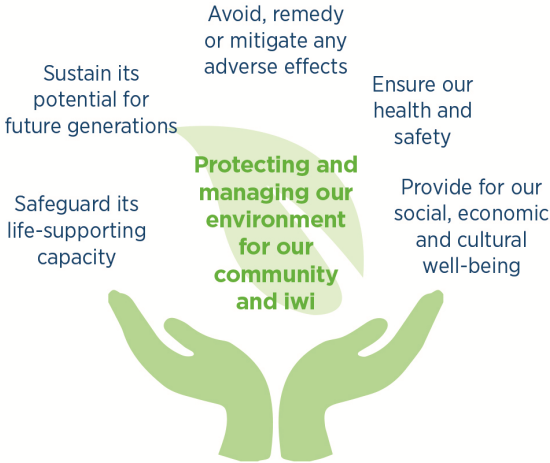 Avoid, remedy
or mitigate any
adverse effects
Sustain its
potential for
future generations
Ensure our
health and
safety
Safeguard its
life-supporting
capacity
Protecting and
managing our
environment
for our
community
and iwi
Provide for our
social, economic
and cultural
well-being